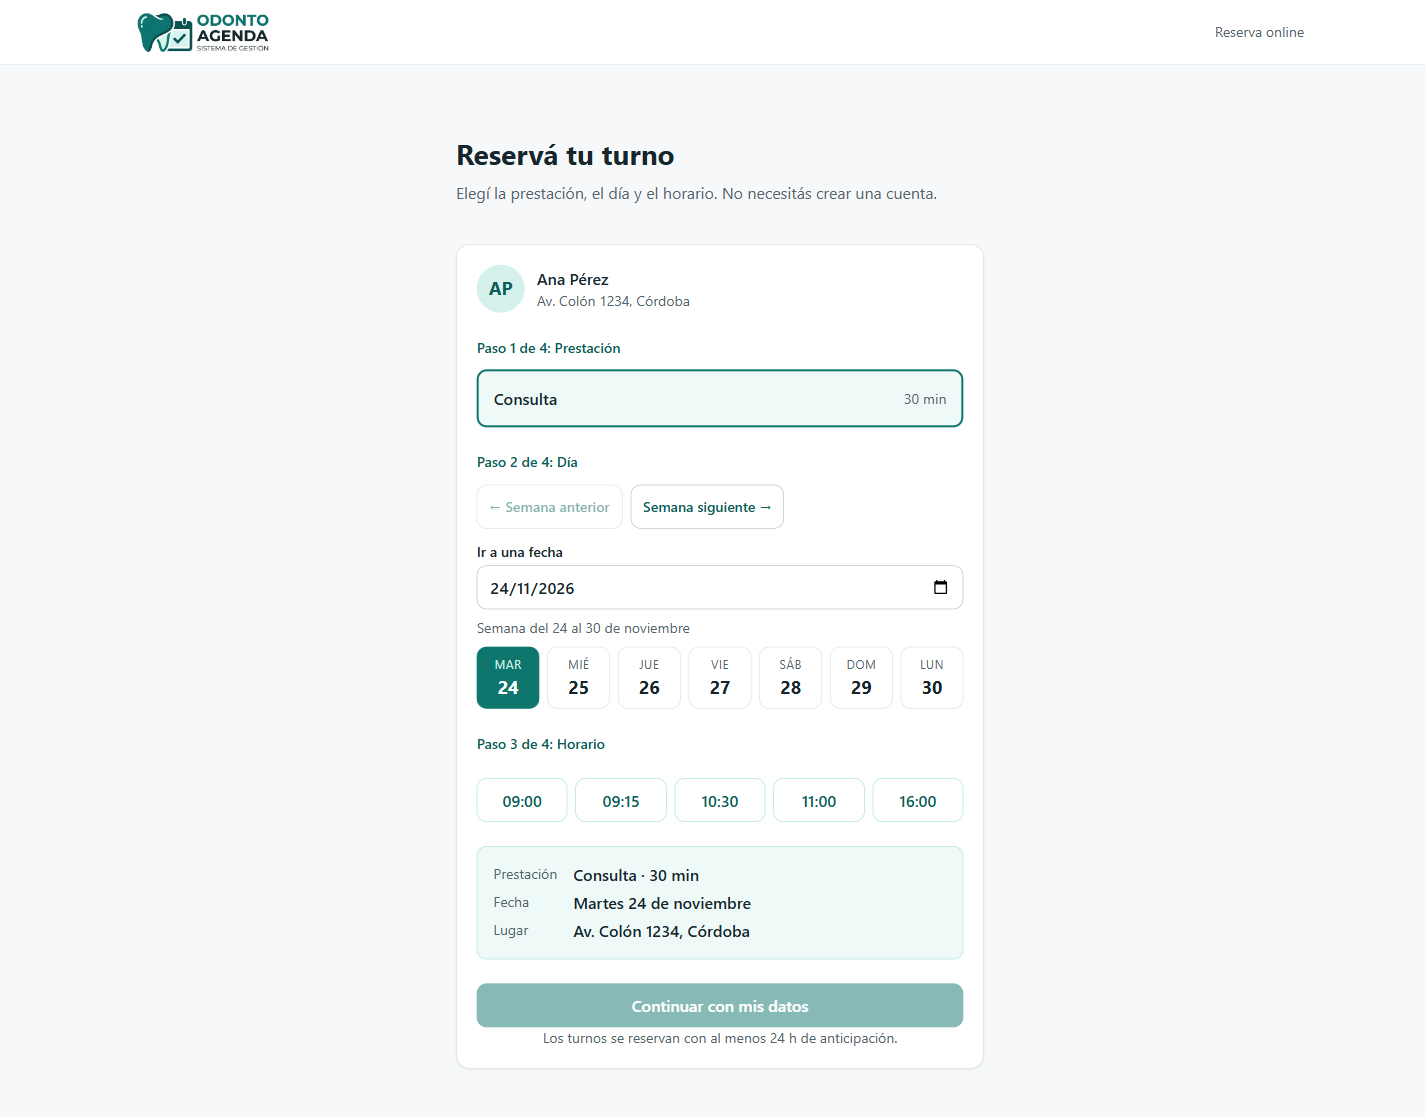 ODONTO
AGENDA
SISTEMA DE GESTIÓN
Reserva online
Reservá tu turno
Elegí la prestación, el día y el horario. No necesitás crear una cuenta.
AP
Ana Pérez
Av. Colón 1234, Córdoba
Paso 1 de 4: Prestación
Consulta 30 min
Paso 2 de 4: Día
← Semana anterior Semana siguiente →
Ir a una fecha
24/11/2026
Semana del 24 al 30 de noviembre
MAR MIÉ JUE VIE SÁB DOM LUN
24 25 26 27 28 29 30
Paso 3 de 4: Horario
09:00 09:15 10:30 11:00 16:00
Prestación Consulta · 30 min
Fecha Martes 24 de noviembre
Lugar Av. Colón 1234, Córdoba
Continuar con mis datos
Los turnos se reservan con al menos 24 h de anticipación.